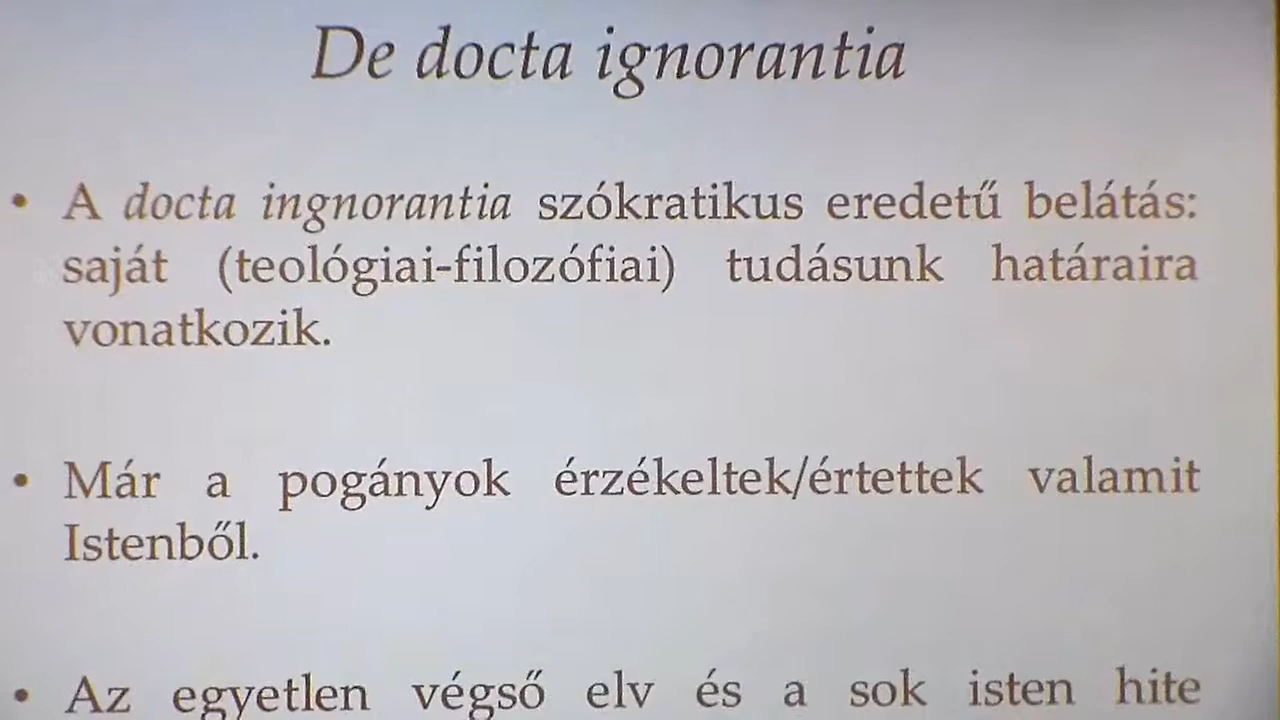 De docta ignorantia
• A docta ingnorantia szókratikus eredetű belátás:
saját (teológiai-filozófiai) tudásunk határaira
vonatkozik.
• Már a pogányok érzékeltek/értettek valamit
Istenből.
• Az egyetlen végső elv és a sok isten hite